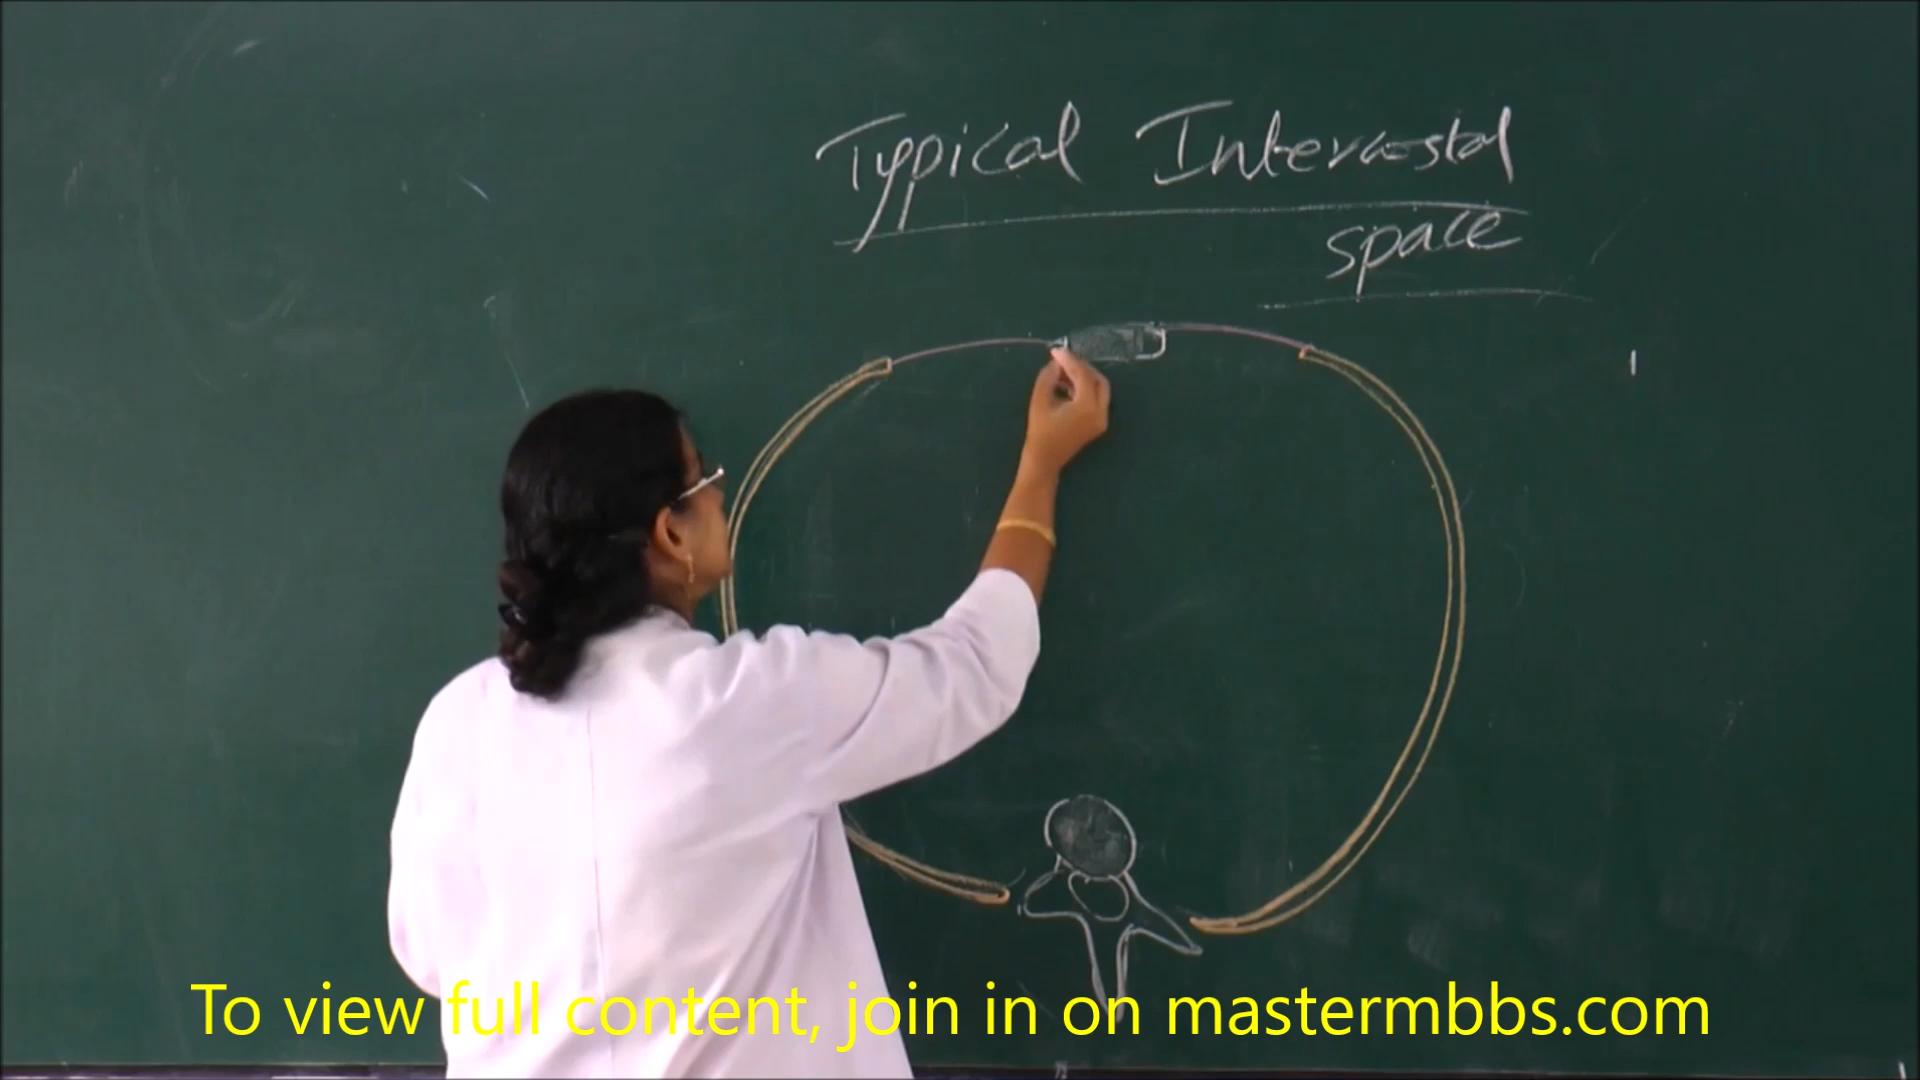 Typical Intercostal
space
To view full content, join in on mastermbbs.com